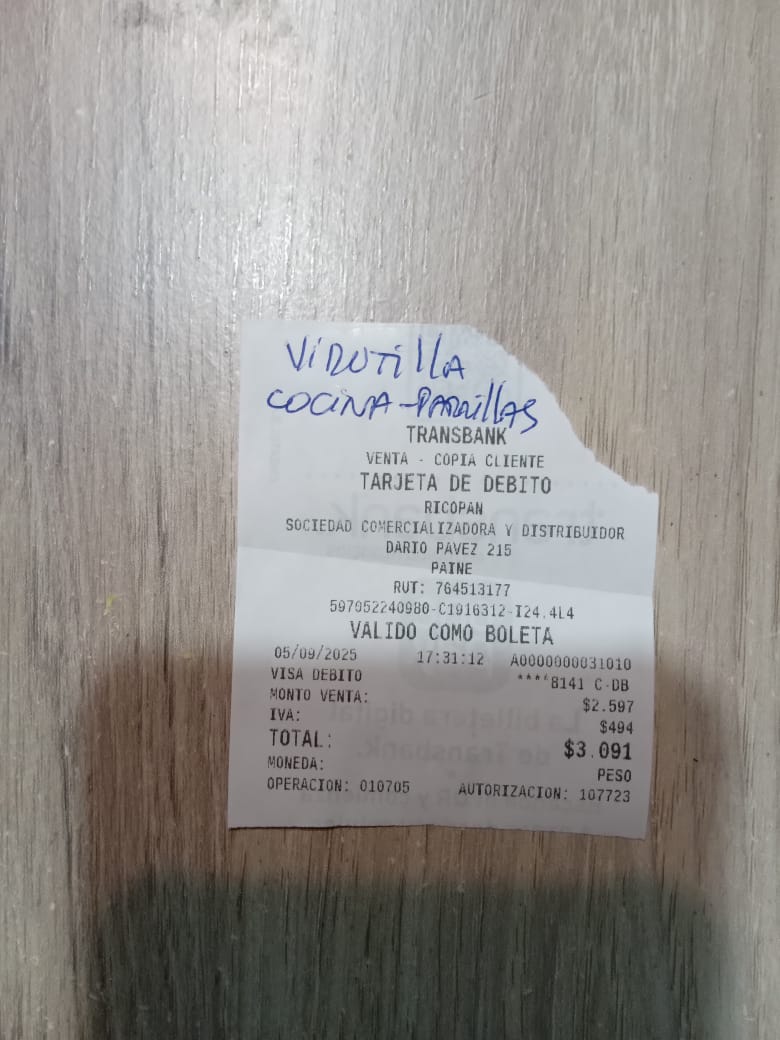 VIRUTILLA
COCINA-PARRILLAS
TRANSBANK
VENTA - COPIA CLIENTE
TARJETA DE DEBITO
RICOPAN
SOCIEDAD COMERCIALIZADORA Y DISTRIBUIDOR
DARIO PAVEZ 215
PAINE
RUT: 764513177
597052240980-C1916312-I24.4L4
VALIDO COMO BOLETA
05/09/2025 17:31:12 A0000000031010
VISA DEBITO ****8141 C-DB
MONTO VENTA: $2.597
IVA: $494
TOTAL: $3.091
MONEDA: PESO
OPERACION: 010705 AUTORIZACION: 107723